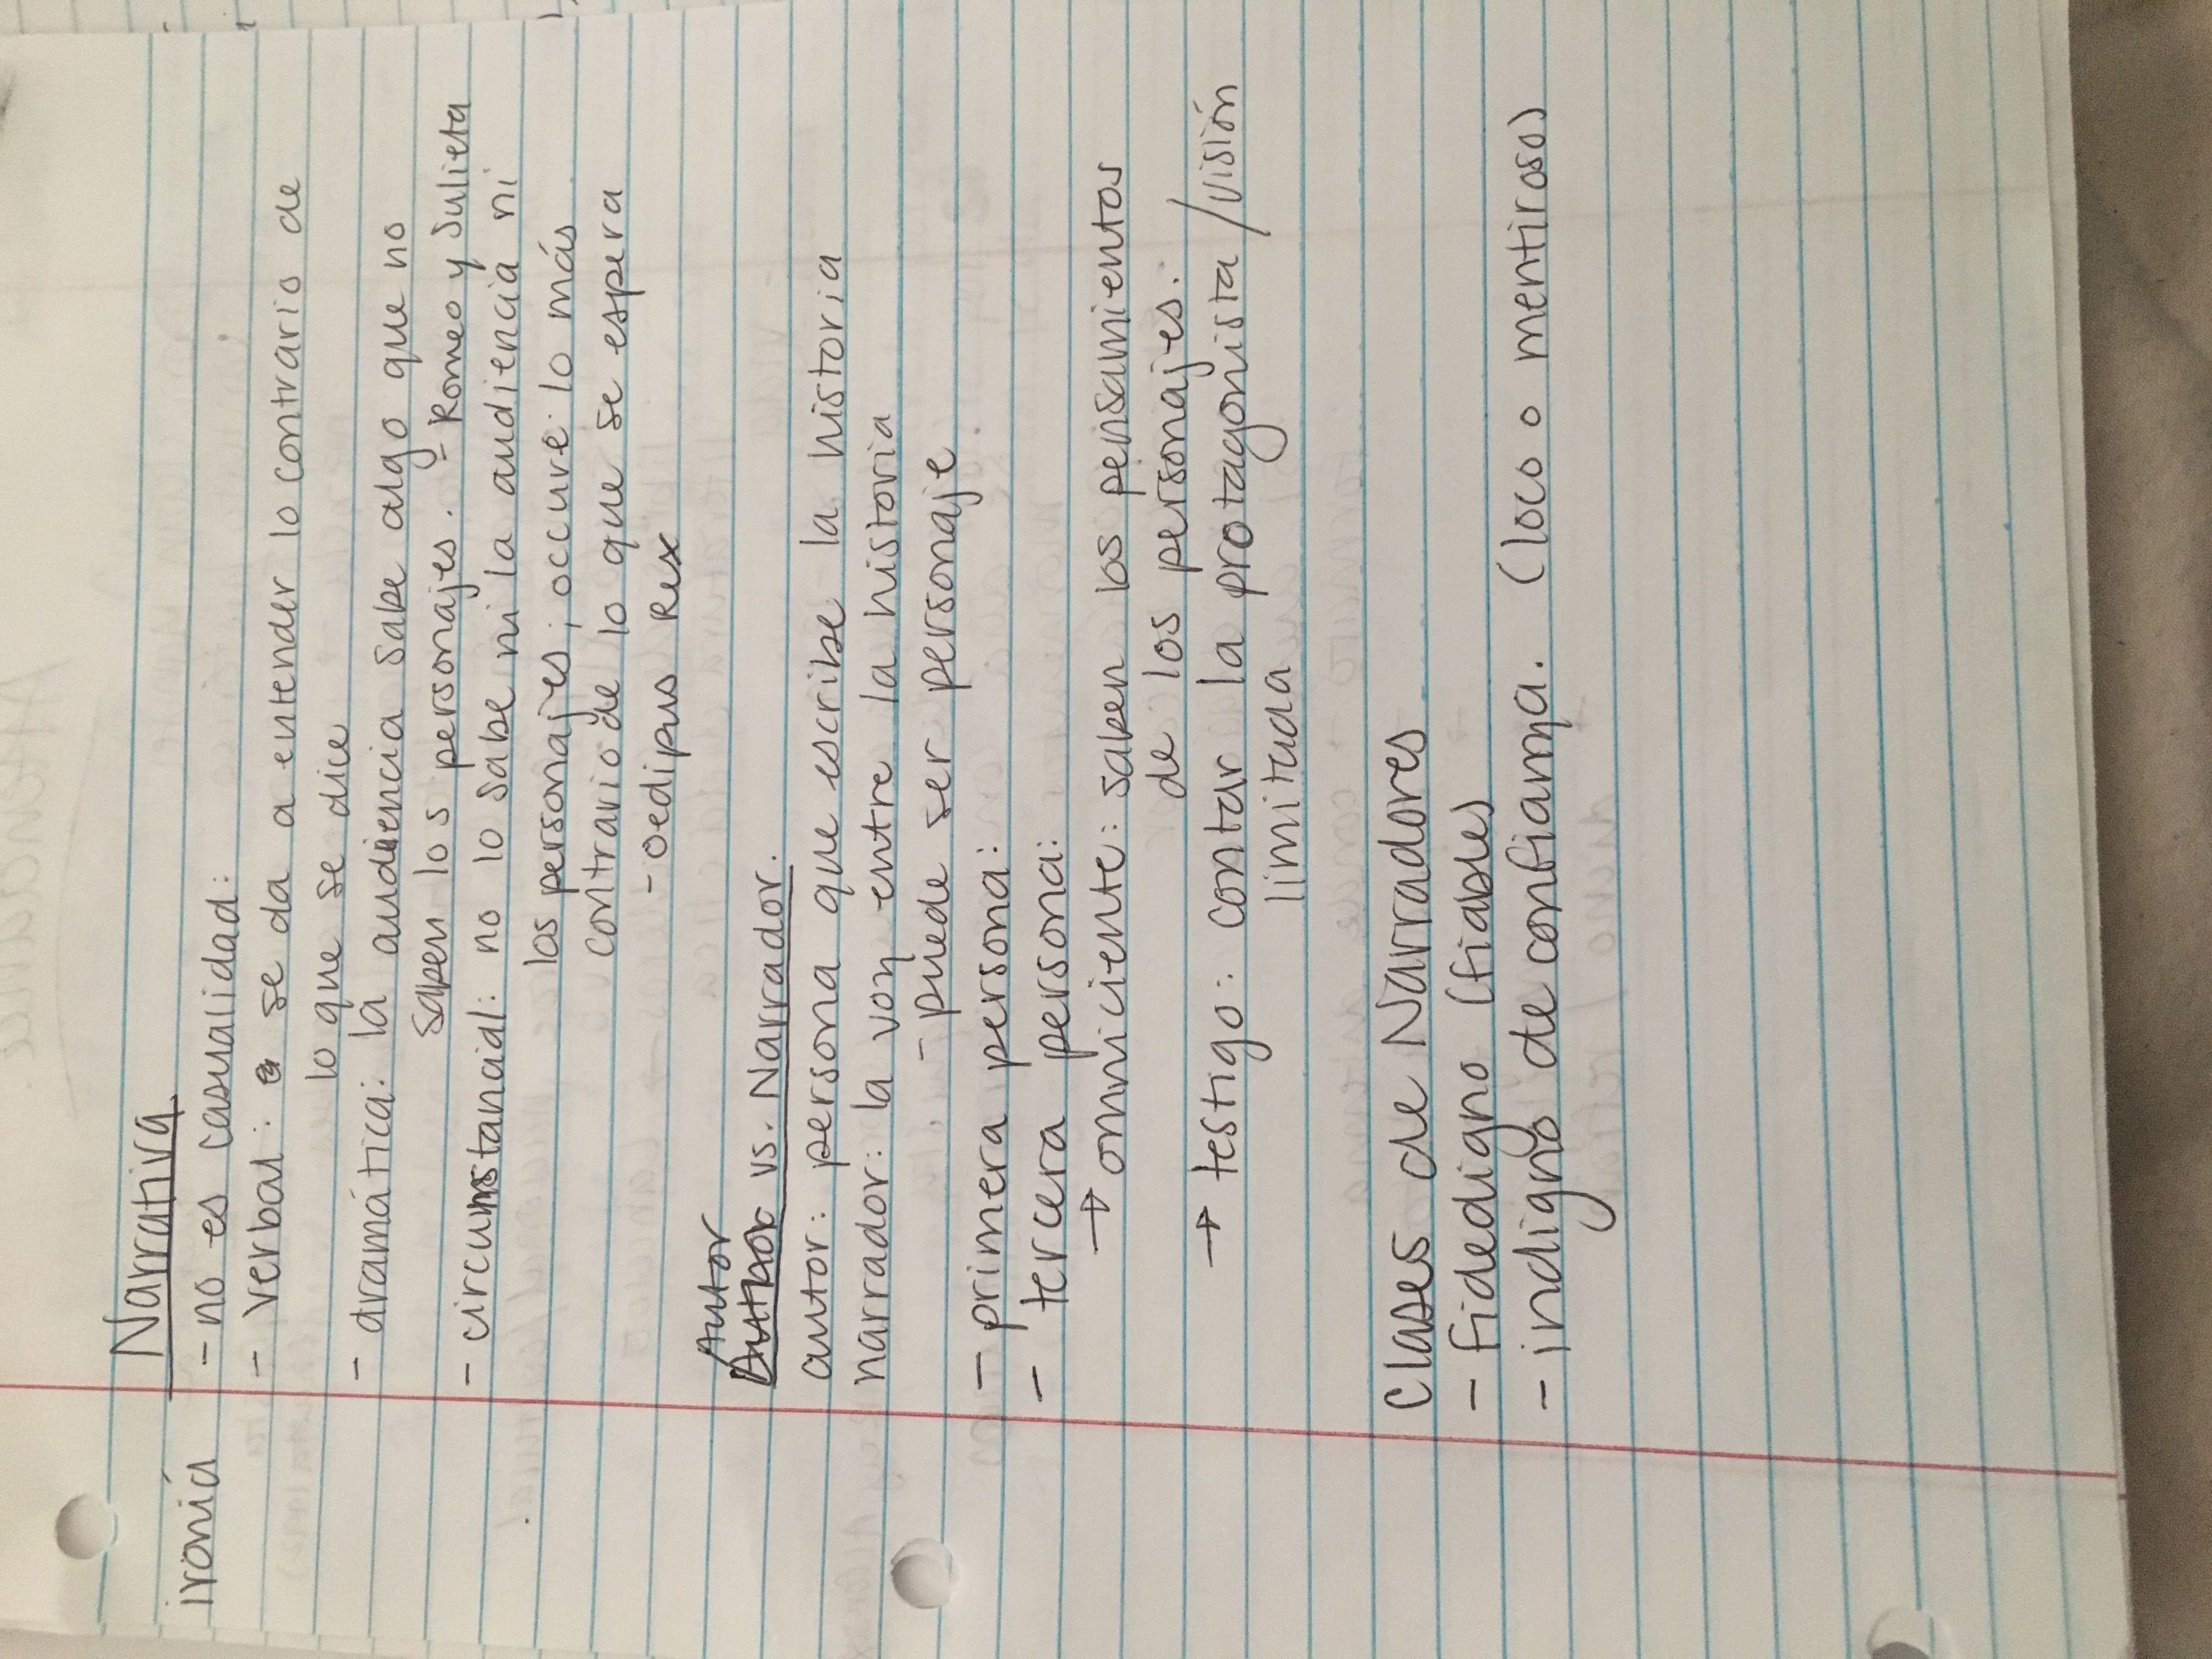 Narrativa
ironía
- no es casualidad:
- verbal: se da a entender lo contrario de
lo que se dice
- dramática: la audiencia sabe algo que no
saben los personajes. - Romeo y Julieta
- circumstancial: no lo sabe ni la audiencia ni
los personajes; occure lo más
contrario de lo que se espera
- Oedipus Rex
Autor
Author vs. Narrador.
autor: persona que escribe la historia
narrador: la voz entre la historia
- puede ser personaje
- primera persona:
- tercera persona:
→ omniciente: saben los pensamientos
de los personajes.
→ testigo: contar la protagonista / visión
limitada
Clases de Narradores
- fidedigno (fiable)
- indigno de confianza. (loco o mentiroso)